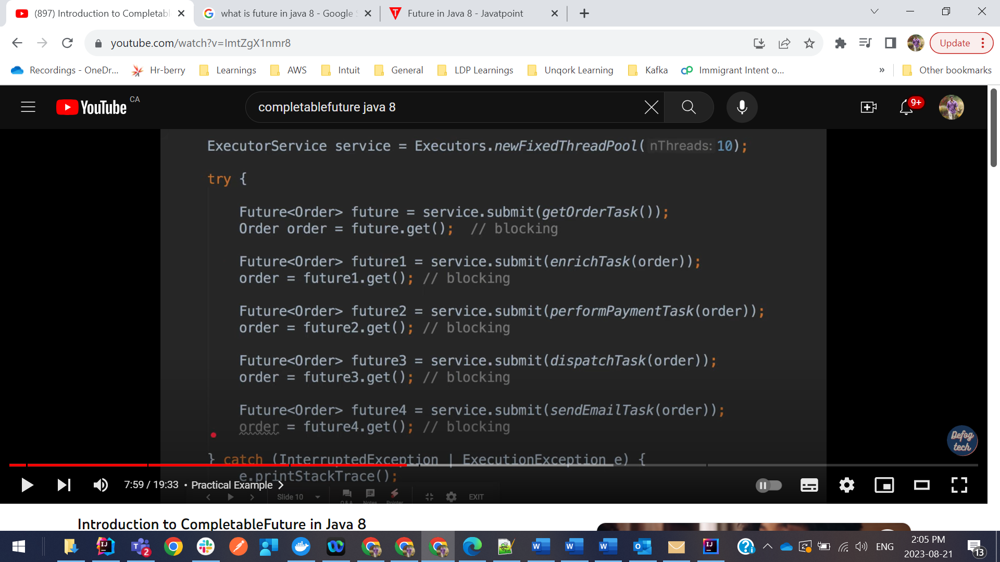 (897) Introduction to Completabl
what is future in java 8 - Google S
Future in Java 8 - Javatpoint
youtube.com/watch?v=ImtZgX1nmr8
Update
Recordings - OneDr...
Hr-berry
Learnings
AWS
Intuit
General
LDP Learnings
Unqork Learning
Kafka
Immigrant Intent o...
»
Other bookmarks
YouTube CA
completablefuture java 8
9+
ExecutorService service = Executors.newFixedThreadPool( nThreads: 10);
try {
Future<Order> future = service.submit(getOrderTask());
Order order = future.get(); // blocking
Future<Order> future1 = service.submit(enrichTask(order));
order = future1.get(); // blocking
Future<Order> future2 = service.submit(performPaymentTask(order));
order = future2.get(); // blocking
Future<Order> future3 = service.submit(dispatchTask(order));
order = future3.get(); // blocking
Future<Order> future4 = service.submit(sendEmailTask(order));
order = future4.get(); // blocking
} catch (InterruptedException | ExecutionException e) {
e.printStackTrace();
Defog
tech
7:59 / 19:33 • Practical Example
Slide 10
Q & A
Notes
Pointer
EXIT
Introduction to CompletableFuture in Java 8
2
ENG
2:05 PM
2023-08-21
13